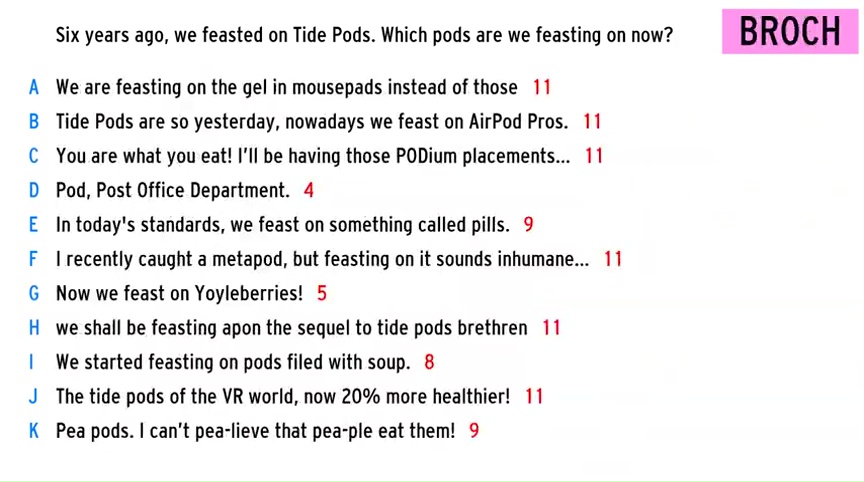 Six years ago, we feasted on Tide Pods. Which pods are we feasting on now?
BROCH
A We are feasting on the gel in mousepads instead of those 11
B Tide Pods are so yesterday, nowadays we feast on AirPod Pros. 11
C You are what you eat! I'll be having those PODium placements... 11
D Pod, Post Office Department. 4
E In today's standards, we feast on something called pills. 9
F I recently caught a metapod, but feasting on it sounds inhumane... 11
G Now we feast on Yoyleberries! 5
H we shall be feasting apon the sequel to tide pods brethren 11
I We started feasting on pods filed with soup. 8
J The tide pods of the VR world, now 20% more healthier! 11
K Pea pods. I can't pea-lieve that pea-ple eat them! 9